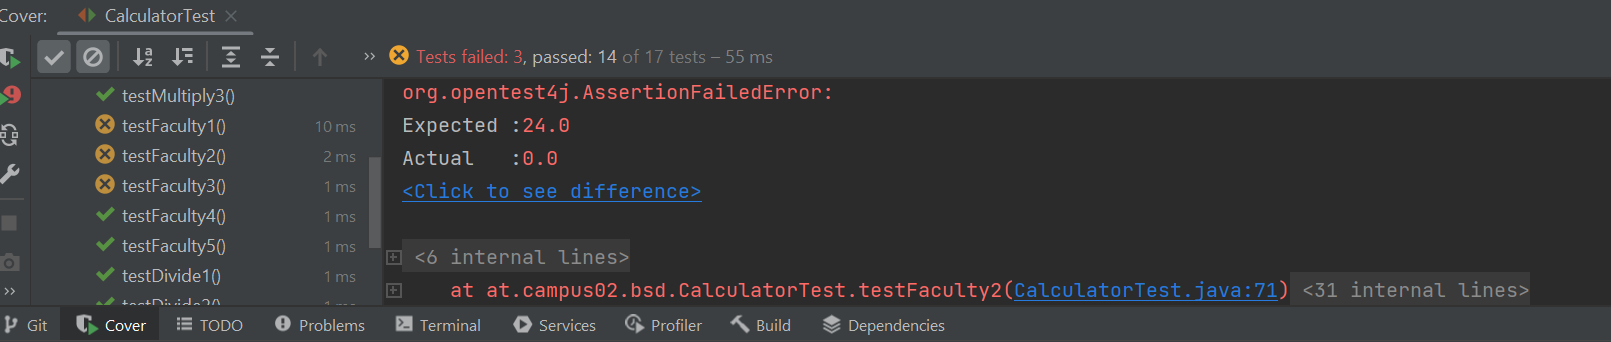 Cover: CalculatorTest
Tests failed: 3, passed: 14 of 17 tests – 55 ms
testMultiply3()
testFaculty1() 10 ms
testFaculty2() 2 ms
testFaculty3() 1 ms
testFaculty4() 1 ms
testFaculty5() 1 ms
testDivide1() 1 ms
org.opentest4j.AssertionFailedError:
Expected :24.0
Actual :0.0
<Click to see difference>
<6 internal lines>
at at.campus02.bsd.CalculatorTest.testFaculty2(CalculatorTest.java:71) <31 internal lines>
Git Cover TODO Problems Terminal Services Profiler Build Dependencies